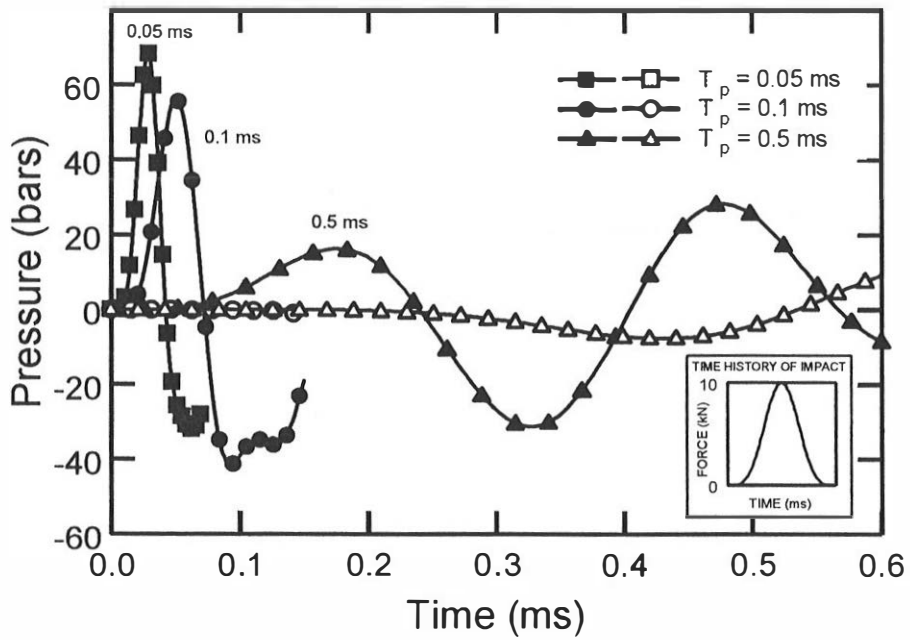 0.05 ms
0.1 ms
0.5 ms
T p = 0.05 ms
T p = 0.1 ms
T p = 0.5 ms
Pressure (bars)
60
40
20
0
-20
-40
-60
0.0 0.1 0.2 0.3 0.4 0.5 0.6
Time (ms)
TIME HISTORY OF IMPACT
10
FORCE (kN)
0
TIME (ms)